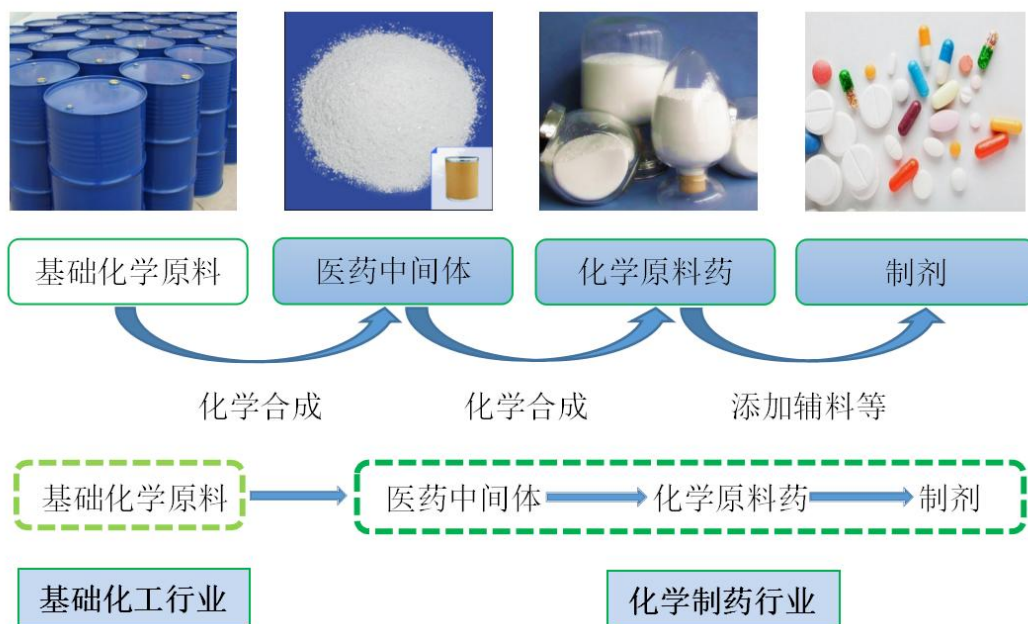 基础化学原料 医药中间体 化学原料药 制剂
化学合成 化学合成 添加辅料等
基础化学原料 医药中间体 化学原料药 制剂
基础化工行业 化学制药行业